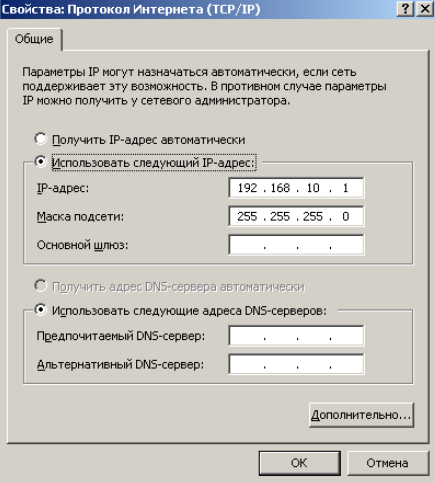 Свойства: Протокол Интернета (TCP/IP)
Общие
Параметры IP могут назначаться автоматически, если сеть
поддерживает эту возможность. В противном случае параметры
IP можно получить у сетевого администратора.
Получить IP-адрес автоматически
Использовать следующий IP-адрес:
IP-адрес: 192 . 168 . 10 . 1
Маска подсети: 255 . 255 . 255 . 0
Основной шлюз: . . .
Получить адрес DNS-сервера автоматически
Использовать следующие адреса DNS-серверов:
Предпочитаемый DNS-сервер: . . .
Альтернативный DNS-сервер: . . .
Дополнительно...
ОК Отмена